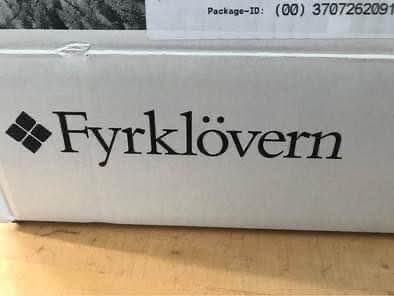 Package-ID: (00) 3707262091
Fyrklövern